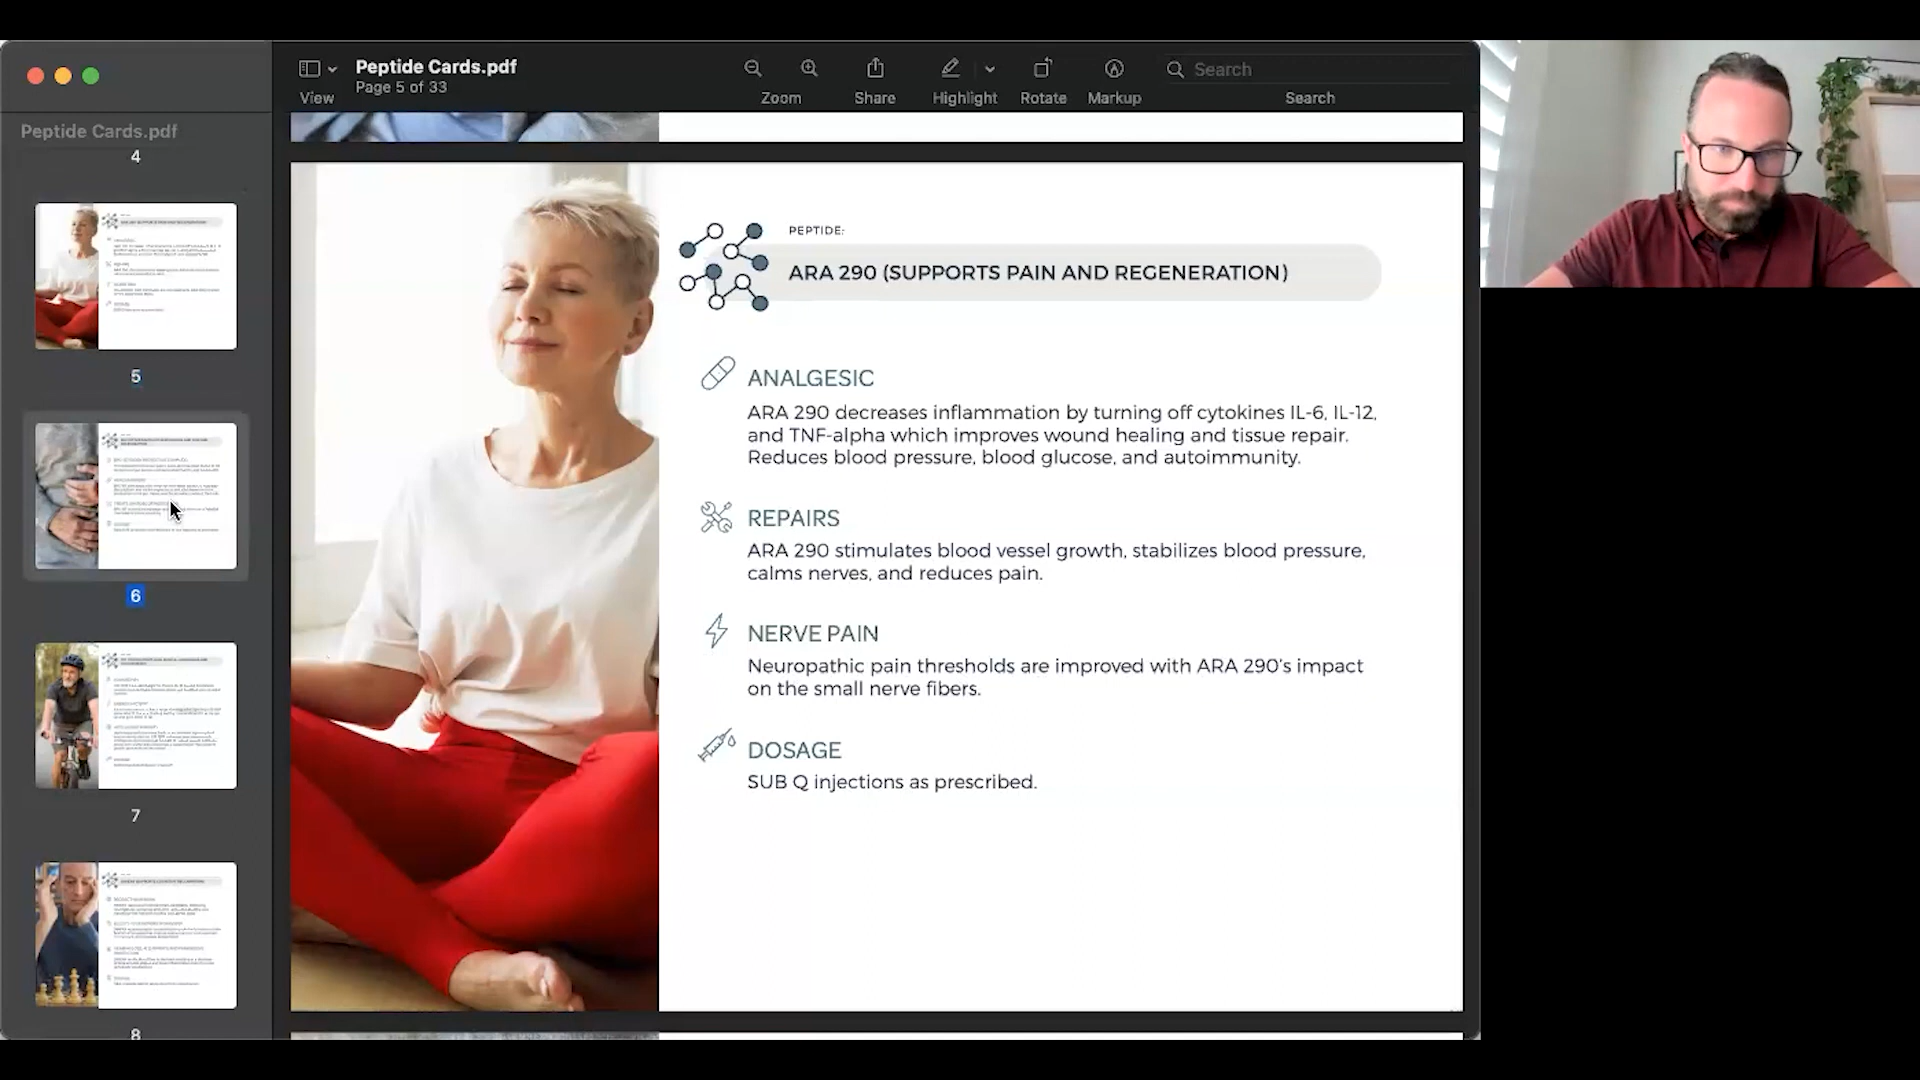 Peptide Cards.pdf
Page 5 of 33
View
Zoom
Share
Highlight
Rotate
Markup
Search
Search
Peptide Cards.pdf
4
5
6
7
8
PEPTIDE:
ARA 290 (SUPPORTS PAIN AND REGENERATION)
ANALGESIC
ARA 290 decreases inflammation by turning off cytokines IL-6, IL-12,
and TNF-alpha which improves wound healing and tissue repair.
Reduces blood pressure, blood glucose, and autoimmunity.
REPAIRS
ARA 290 stimulates blood vessel growth, stabilizes blood pressure,
calms nerves, and reduces pain.
NERVE PAIN
Neuropathic pain thresholds are improved with ARA 290's impact
on the small nerve fibers.
DOSAGE
SUB Q injections as prescribed.